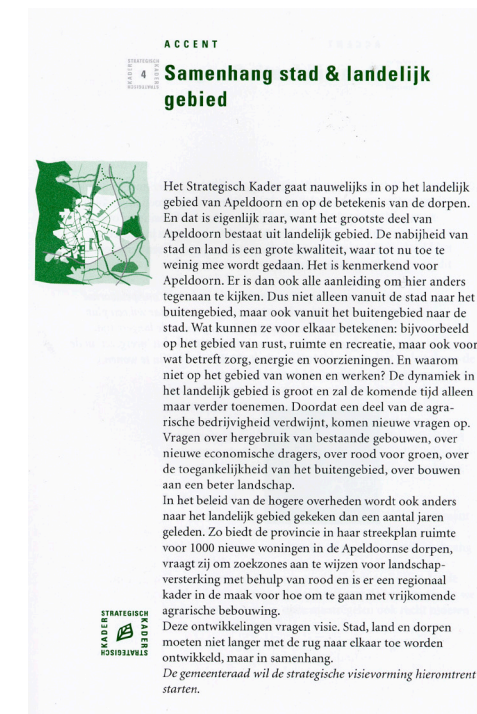 ACCENT
STRATEGISCH
KADER
4
KADER
STRATEGISCH
Samenhang stad & landelijk
gebied
Het Strategisch Kader gaat nauwelijks in op het landelijk
gebied van Apeldoorn en op de betekenis van de dorpen.
En dat is eigenlijk raar, want het grootste deel van
Apeldoorn bestaat uit landelijk gebied. De nabijheid van
stad en land is een grote kwaliteit, waar tot nu toe te
weinig mee wordt gedaan. Het is kenmerkend voor
Apeldoorn. Er is dan ook alle aanleiding om hier anders
tegenaan te kijken. Dus niet alleen vanuit de stad naar het
buitengebied, maar ook vanuit het buitengebied naar de
stad. Wat kunnen ze voor elkaar betekenen: bijvoorbeeld
op het gebied van rust, ruimte en recreatie, maar ook voor
wat betreft zorg, energie en voorzieningen. En waarom
niet op het gebied van wonen en werken? De dynamiek in
het landelijk gebied is groot en zal de komende tijd alleen
maar verder toenemen. Doordat een deel van de agra-
rische bedrijvigheid verdwijnt, komen nieuwe vragen op.
Vragen over hergebruik van bestaande gebouwen, over
nieuwe economische dragers, over rood voor groen, over
de toegankelijkheid van het buitengebied, over bouwen
aan een beter landschap.
In het beleid van de hogere overheden wordt ook anders
naar het landelijk gebied gekeken dan een aantal jaren
geleden. Zo biedt de provincie in haar streekplan ruimte
voor 1000 nieuwe woningen in de Apeldoornse dorpen,
vraagt zij om zoekzones aan te wijzen voor landschap-
versterking met behulp van rood en is er een regionaal
kader in de maak voor hoe om te gaan met vrijkomende
agrarische bebouwing.
Deze ontwikkelingen vragen visie. Stad, land en dorpen
moeten niet langer met de rug naar elkaar toe worden
ontwikkeld, maar in samenhang.
De gemeenteraad wil de strategische visievorming hieromtrent
starten.
STRATEGISCH
KADER
KADER
STRATEGISCH